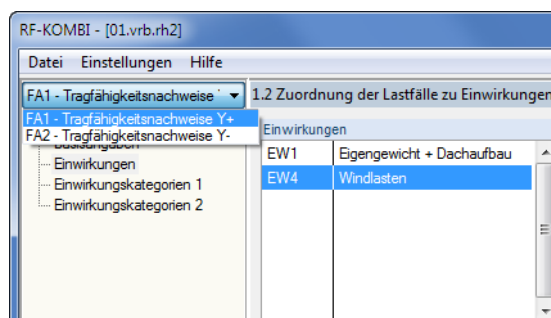 RF-KOMBI - [01.vrb.rh2]
Datei Einstellungen Hilfe
FA1 - Tragfähigkeitsnachweise
1.2 Zuordnung der Lastfälle zu Einwirkungen
FA1 - Tragfähigkeitsnachweise Y+
FA2 - Tragfähigkeitsnachweise Y-
Einwirkungen
Einwirkungskategorien 1
Einwirkungskategorien 2
Einwirkungen
EW1 Eigengewicht + Dachaufbau
EW4 Windlasten